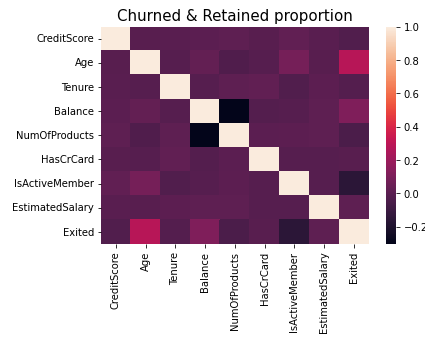 Churned & Retained proportion
CreditScore
Age
Tenure
Balance
NumOfProducts
HasCrCard
IsActiveMember
EstimatedSalary
Exited
1.0
0.8
0.6
0.4
0.2
0.0
−0.2
CreditScore
Age
Tenure
Balance
NumOfProducts
HasCrCard
IsActiveMember
EstimatedSalary
Exited